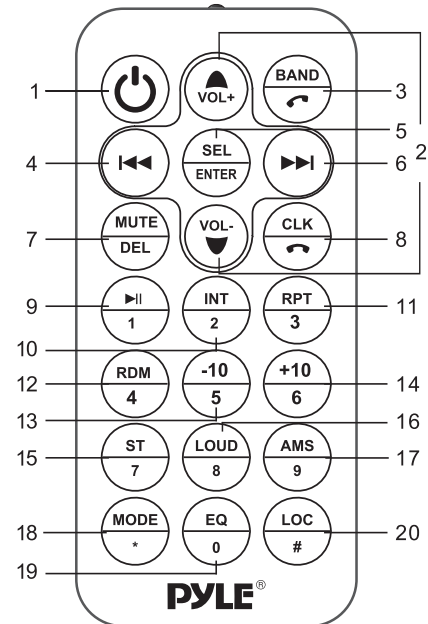 1
VOL+
BAND
3
2
4
SEL
ENTER
5
6
7
MUTE
DEL
VOL-
CLK
8
9
1
INT
2
RPT
3
11
10
12
RDM
4
-10
5
+10
6
14
13
16
15
ST
7
LOUD
8
AMS
9
17
18
MODE
*
EQ
0
LOC
#
20
19
PYLE®